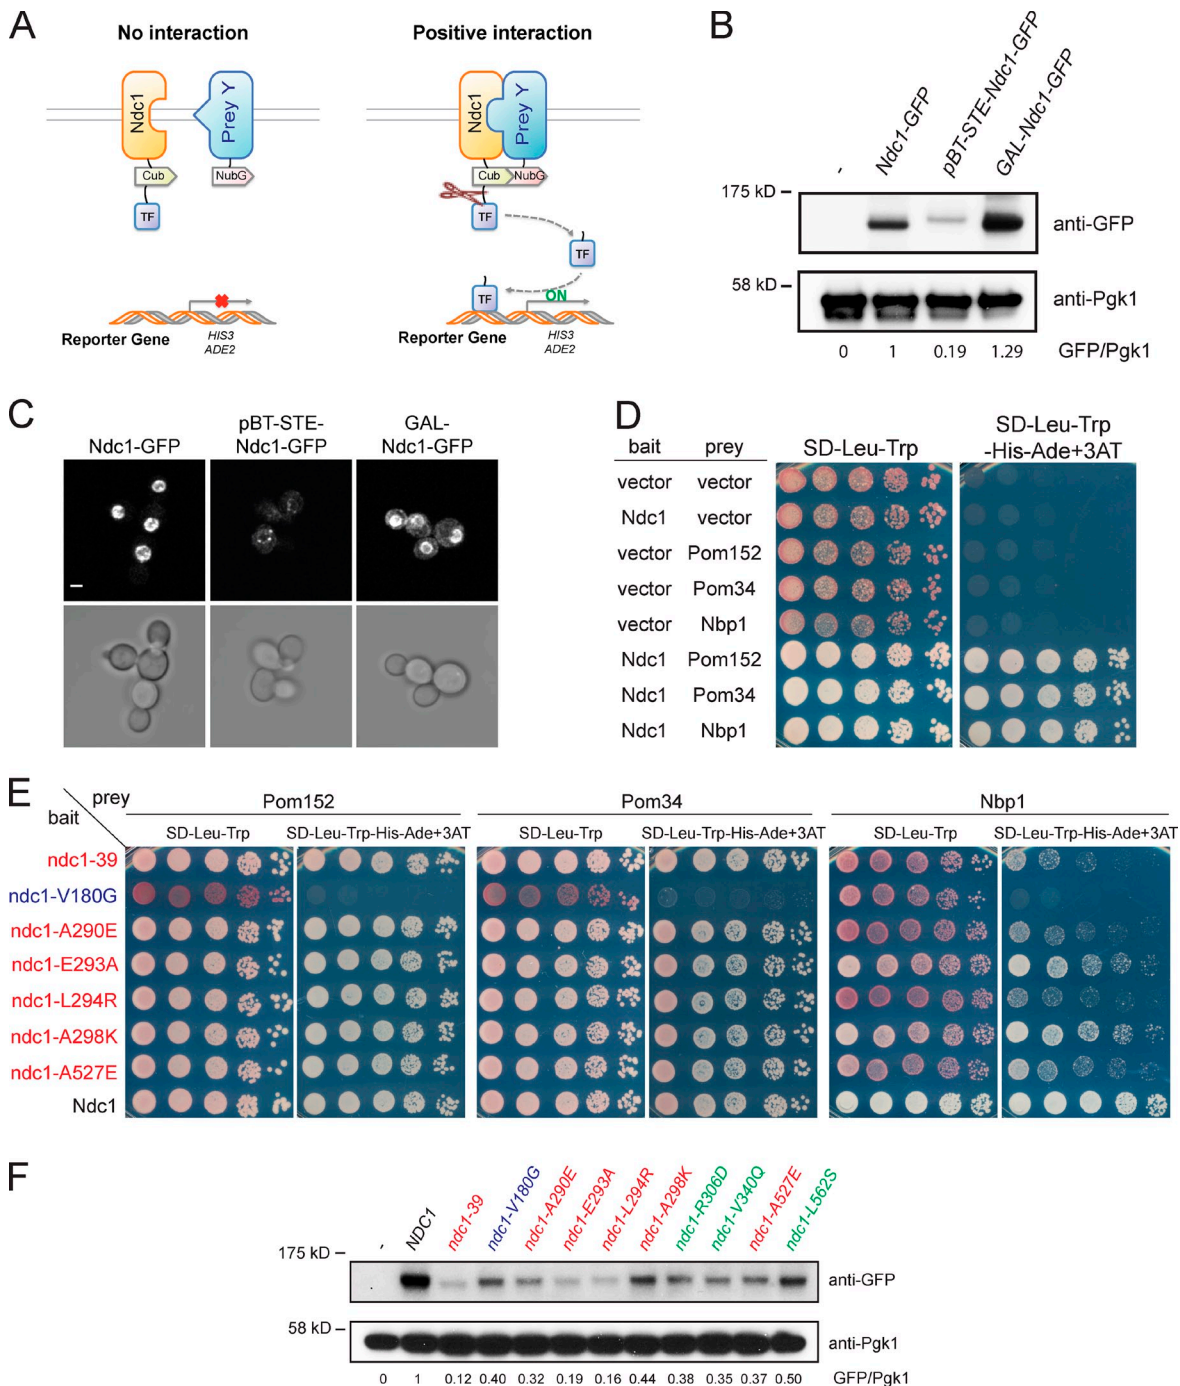 A
No interaction
Positive interaction
Ndc1
Prey Y
Cub
NubG
TF
Reporter Gene
HIS3
ADE2
Ndc1
Prey Y
Cub
NubG
TF
TF
TF
ON
Reporter Gene
HIS3
ADE2
B
- Ndc1-GFP pBT-STE-Ndc1-GFP GAL-Ndc1-GFP
175 kD
anti-GFP
58 kD
anti-Pgk1
0 1 0.19 1.29 GFP/Pgk1
C
Ndc1-GFP
pBT-STE-
Ndc1-GFP
GAL-
Ndc1-GFP
D
bait prey SD-Leu-Trp
SD-Leu-Trp
-His-Ade+3AT
vector vector
Ndc1 vector
vector Pom152
vector Pom34
vector Nbp1
Ndc1 Pom152
Ndc1 Pom34
Ndc1 Nbp1
E
prey
bait
Pom152 Pom34 Nbp1
SD-Leu-Trp SD-Leu-Trp-His-Ade+3AT SD-Leu-Trp SD-Leu-Trp-His-Ade+3AT SD-Leu-Trp SD-Leu-Trp-His-Ade+3AT
ndc1-39
ndc1-V180G
ndc1-A290E
ndc1-E293A
ndc1-L294R
ndc1-A298K
ndc1-A527E
Ndc1
F
- NDC1 ndc1-39 ndc1-V180G ndc1-A290E ndc1-E293A ndc1-L294R ndc1-A298K ndc1-R306D ndc1-V340Q ndc1-A527E ndc1-L562S
175 kD
anti-GFP
58 kD
anti-Pgk1
0 1 0.12 0.40 0.32 0.19 0.16 0.44 0.38 0.35 0.37 0.50 GFP/Pgk1